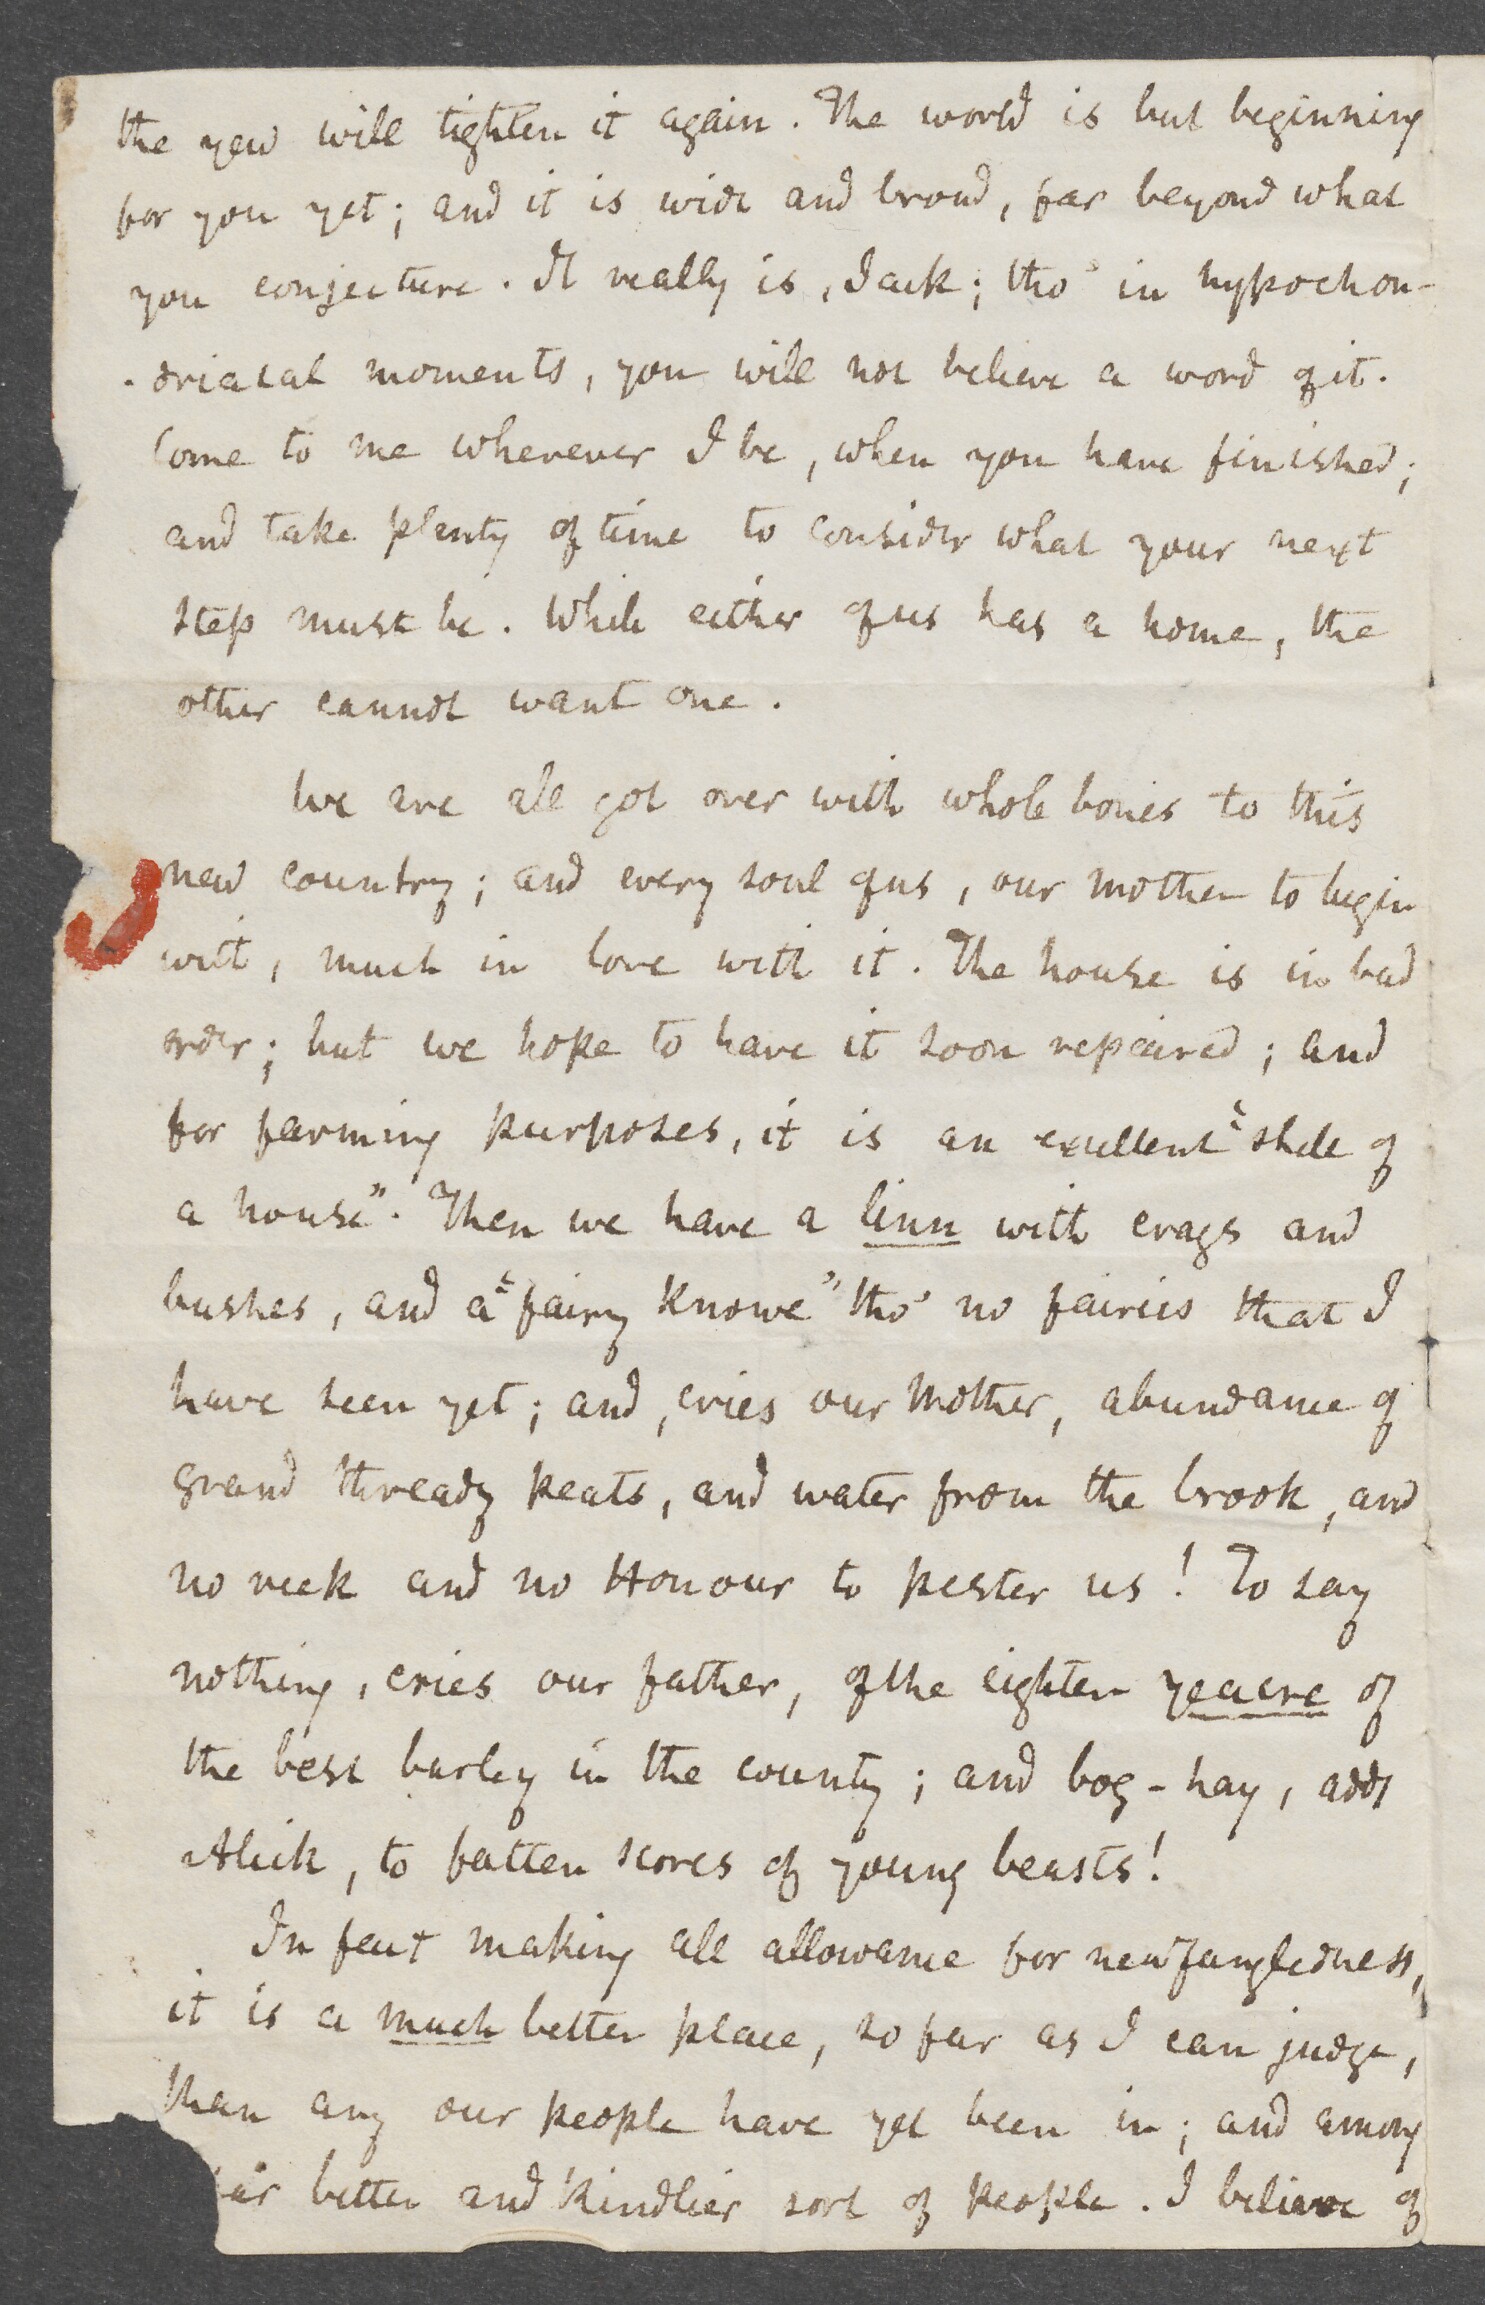 the yew will tighten it again. The world is but beginning
for you yet; and it is wide and broad, far beyond what
you conjecture. It really is, Jack; tho' in hypochon-
-driacal moments, you will not believe a word of it.
Come to me wherever I be, when you have finished;
and take plenty of time to consider what your next
step must be. While either of us has a home, the
other cannot want one.
We are all got over with whole bones to this
new country; and every soul of us, our mother to begin
with, much in love with it. The house is in bad
order; but we hope to have it soon repaired; and
for farming purposes, it is an excellent "shell of
a house". Then we have a linn with crags and
bushes, and a "fairy knowe" tho' no fairies that I
have seen yet; and, cries our Mother, abundance of
grand thready peats, and water from the brook, and
no reek and no Honour to pester us! To say
nothing, cries our father, of the eighteen yeacre of
the best barley in the county; and bog-hay, adds
Alick, to fatten scores of young beasts!
In fact making all allowance for newfangledness,
it is a much better place, so far as I can judge,
than any our people have yet been in; and among
far better and kindlier sort of people. I believe of